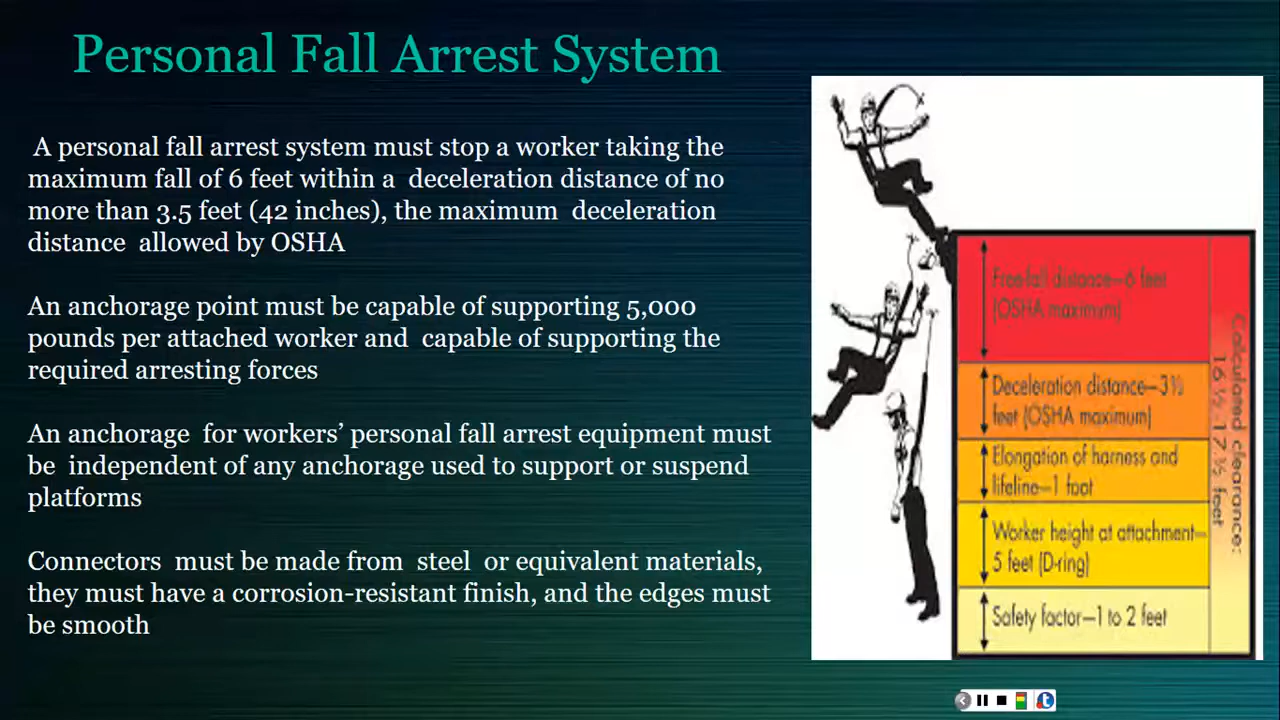 Personal Fall Arrest System
A personal fall arrest system must stop a worker taking the
maximum fall of 6 feet within a deceleration distance of no
more than 3.5 feet (42 inches), the maximum deceleration
distance allowed by OSHA
An anchorage point must be capable of supporting 5,000
pounds per attached worker and capable of supporting the
required arresting forces
An anchorage for workers’ personal fall arrest equipment must
be independent of any anchorage used to support or suspend
platforms
Connectors must be made from steel or equivalent materials,
they must have a corrosion-resistant finish, and the edges must
be smooth
Free-fall distance—6 feet
(OSHA maximum)
Deceleration distance—3½
feet (OSHA maximum)
Elongation of harness and
lifeline—1 foot
Worker height at attachment—
5 feet (D-ring)
Safety factor—1 to 2 feet
Calculated clearance:
16 ½-17 ½ feet